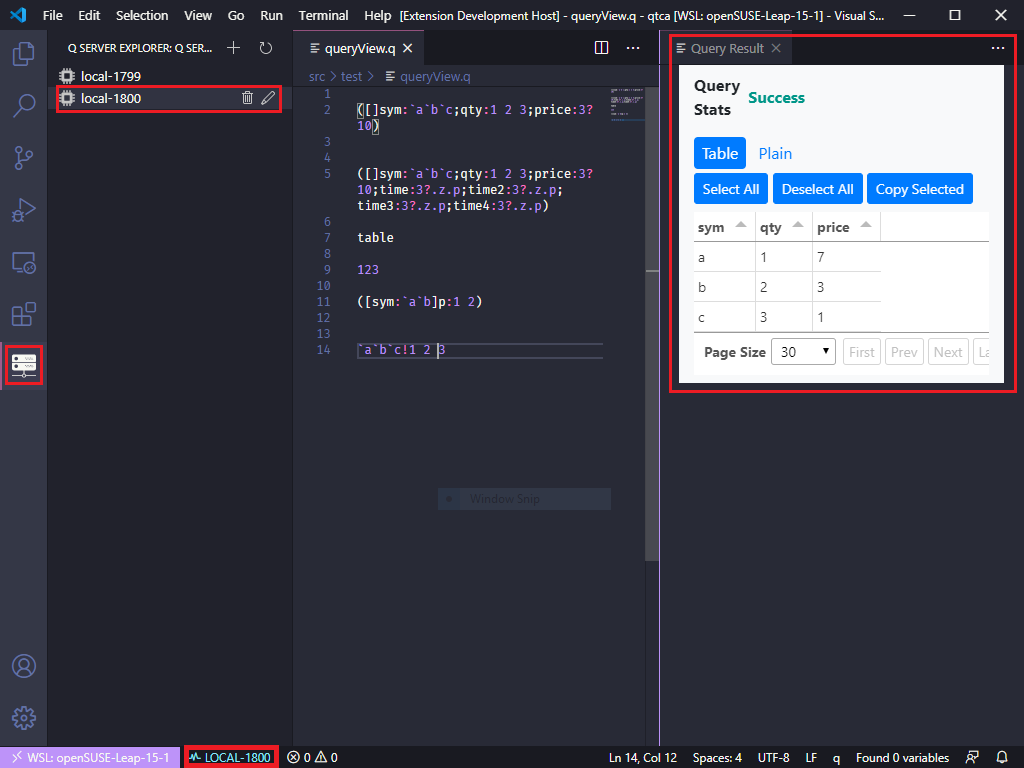 File Edit Selection View Go Run Terminal Help [Extension Development Host] - queryView.q - qtca [WSL: openSUSE-Leap-15-1] - Visual S...
Q SERVER EXPLORER: Q SER...
local-1799
local-1800
queryView.q
src > test > queryView.q
1
2 ([]sym:`a`b`c;qty:1 2 3;price:3?
10)
3
4
5 ([]sym:`a`b`c;qty:1 2 3;price:3?
10;time:3?.z.p;time2:3?.z.p;
time3:3?.z.p;time4:3?.z.p)
6
7 table
8
9 123
10
11 ([sym:`a`b]p:1 2)
12
13
14 `a`b`c!1 2 3
Window Snip
Query Result
Query
Stats
Success
Table Plain
Select All Deselect All Copy Selected
sym qty price
a 1 7
b 2 3
c 3 1
Page Size 30 First Prev Next La
WSL: openSUSE-Leap-15-1 LOCAL-1800 0 0 Ln 14, Col 12 Spaces: 4 UTF-8 LF q Found 0 variables